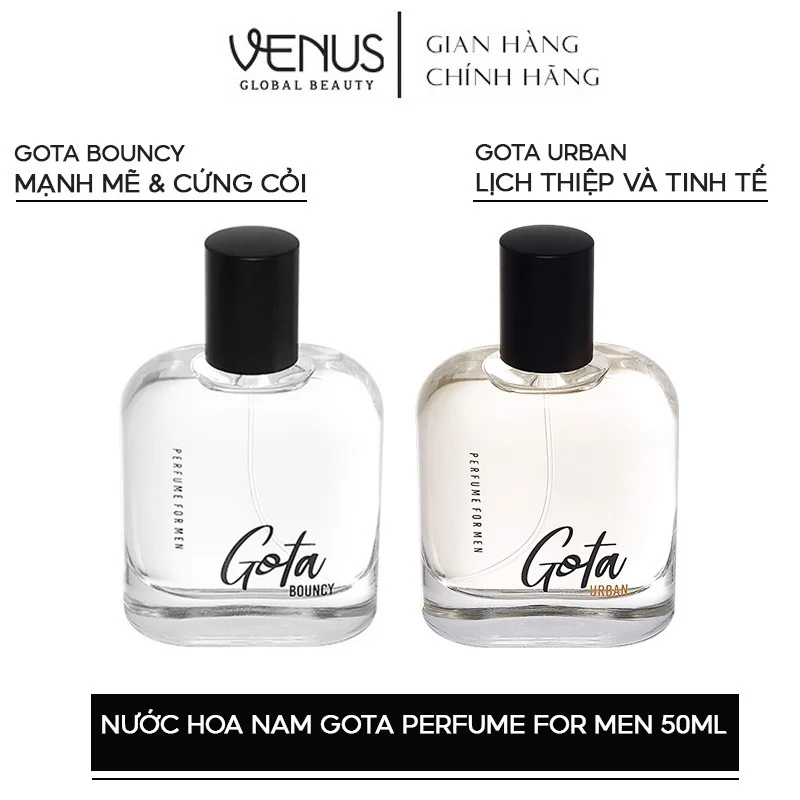 VENUS
GLOBAL BEAUTY
GIAN HÀNG
CHÍNH HÃNG
GOTA BOUNCY
MẠNH MẼ & CỨNG CỎI
GOTA URBAN
LỊCH THIỆP VÀ TINH TẾ
PERFUME FOR MEN
Gota
BOUNCY
PERFUME FOR MEN
Gota
URBAN
NƯỚC HOA NAM GOTA PERFUME FOR MEN 50ML